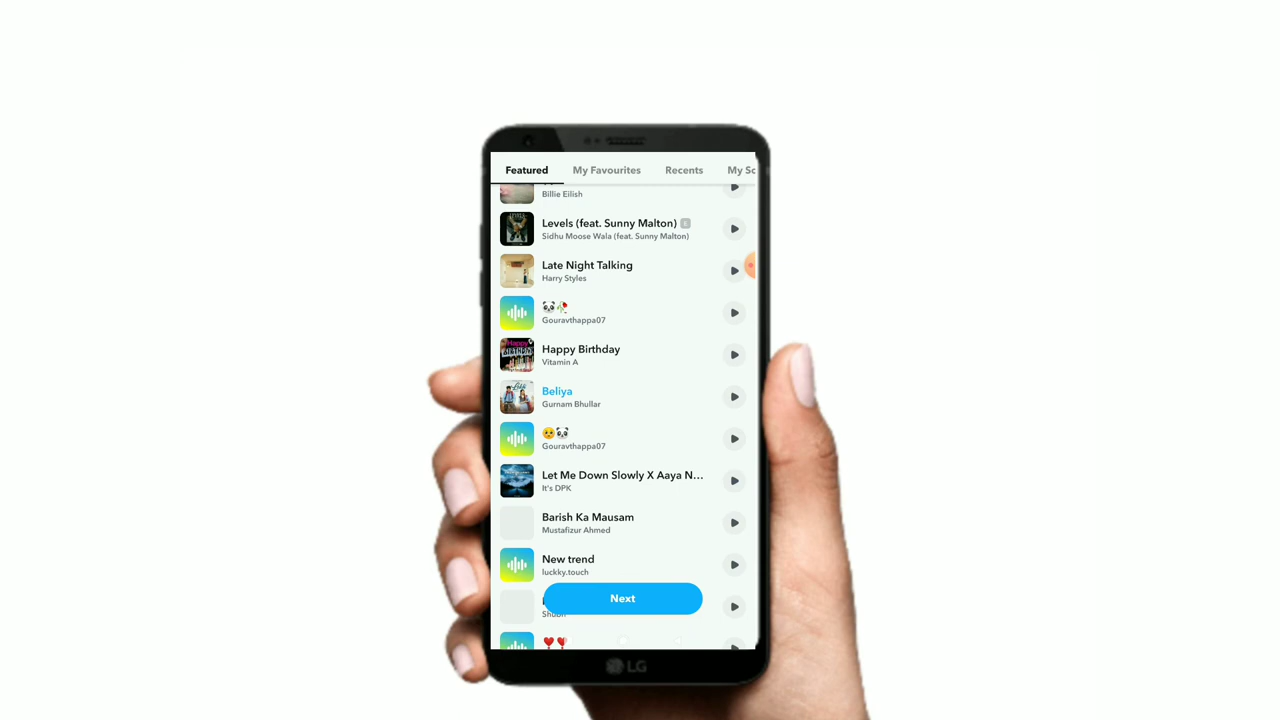 Featured My Favourites Recents My Sc
Billie Eilish
Levels (feat. Sunny Malton) E
Sidhu Moose Wala (feat. Sunny Malton)
Late Night Talking
Harry Styles
🐼🥀
Gouravthappa07
Happy Birthday
Vitamin A
Beliya
Gurnam Bhullar
🥺🐼
Gouravthappa07
Let Me Down Slowly X Aaya N...
It's DPK
Barish Ka Mausam
Mustafizur Ahmed
New trend
luckky.touch
Next
Shubh
LG